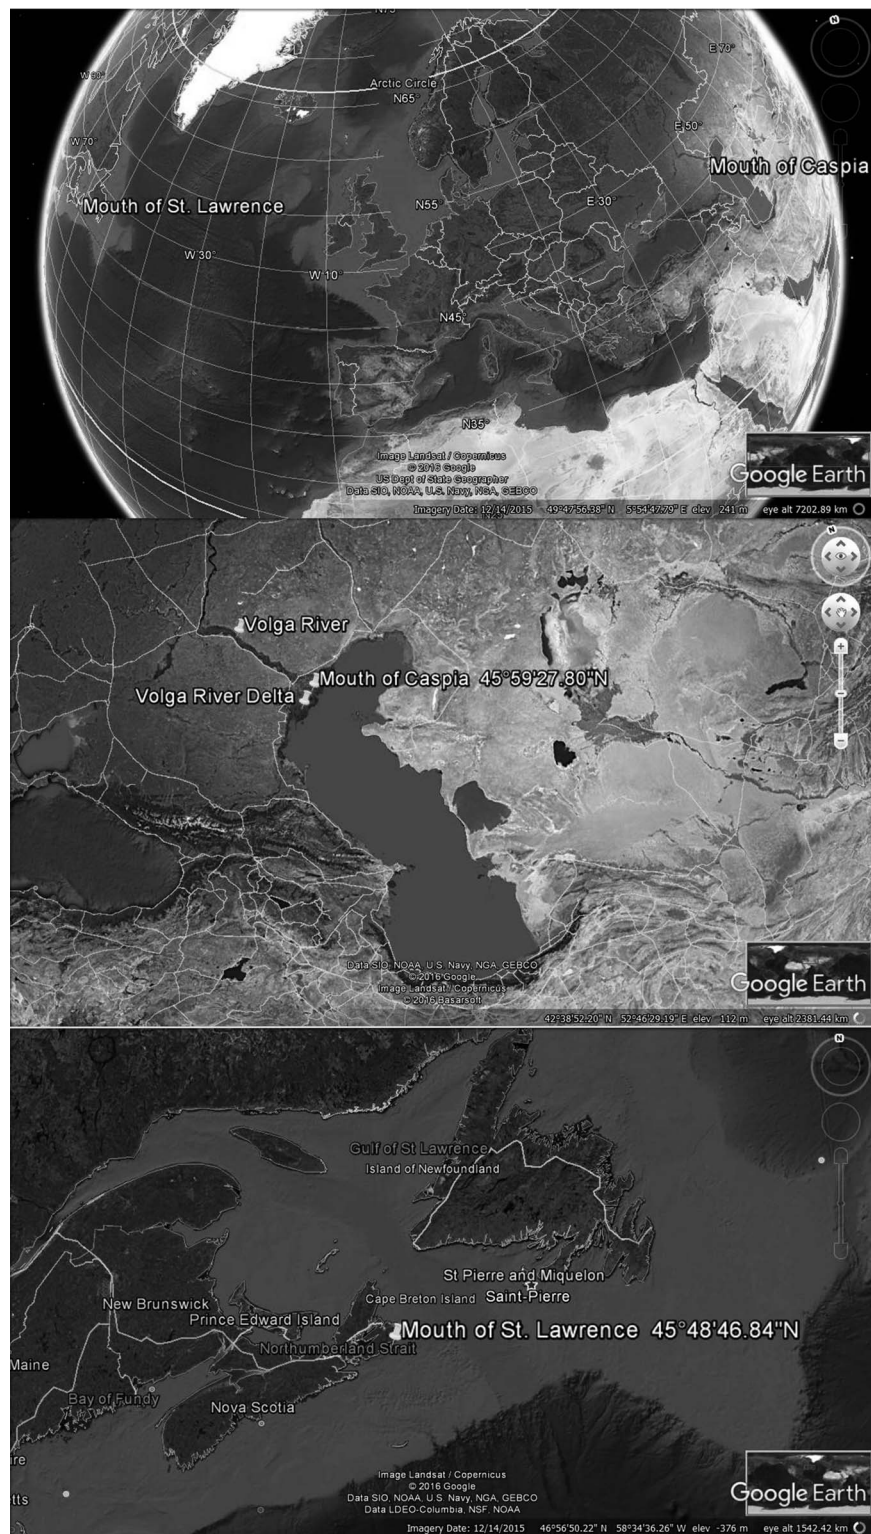 N75°
W 90°
E 70°
Arctic Circle
N65°
E 50°
W 70°
Mouth of Caspia
Mouth of St. Lawrence
N55°
E 30°
W 30°
W 10°
N45°
N35°
Image Landsat / Copernicus
© 2016 Google
US Dept of State Geographer
Data SIO, NOAA, U.S. Navy, NGA, GEBCO
Google Earth
Imagery Date: 12/14/2015 49°47'56.38" N 5°54'47.79" E elev 241 m eye alt 7202.89 km
N
Volga River
Mouth of Caspia 45°59'27.80"N
Volga River Delta
Data SIO, NOAA, U.S. Navy, NGA, GEBCO
© 2016 Google
Image Landsat / Copernicus
© 2016 Basarsoft
Google Earth
42°38'52.20" N 52°46'29.19" E elev 112 m eye alt 2381.44 km
N
Gulf of St Lawrence
Island of Newfoundland
St Pierre and Miquelon
Cape Breton Island
Saint-Pierre
New Brunswick
Prince Edward Island
Mouth of St. Lawrence 45°48'46.84"N
Northumberland Strait
Maine
Bay of Fundy
Nova Scotia
ire
tts
Image Landsat / Copernicus
© 2016 Google
Data SIO, NOAA, U.S. Navy, NGA, GEBCO
Data LDEO-Columbia, NSF, NOAA
Google Earth
Imagery Date: 12/14/2015 46°56'50.22" N 58°34'36.26" W elev -376 m eye alt 1542.42 km